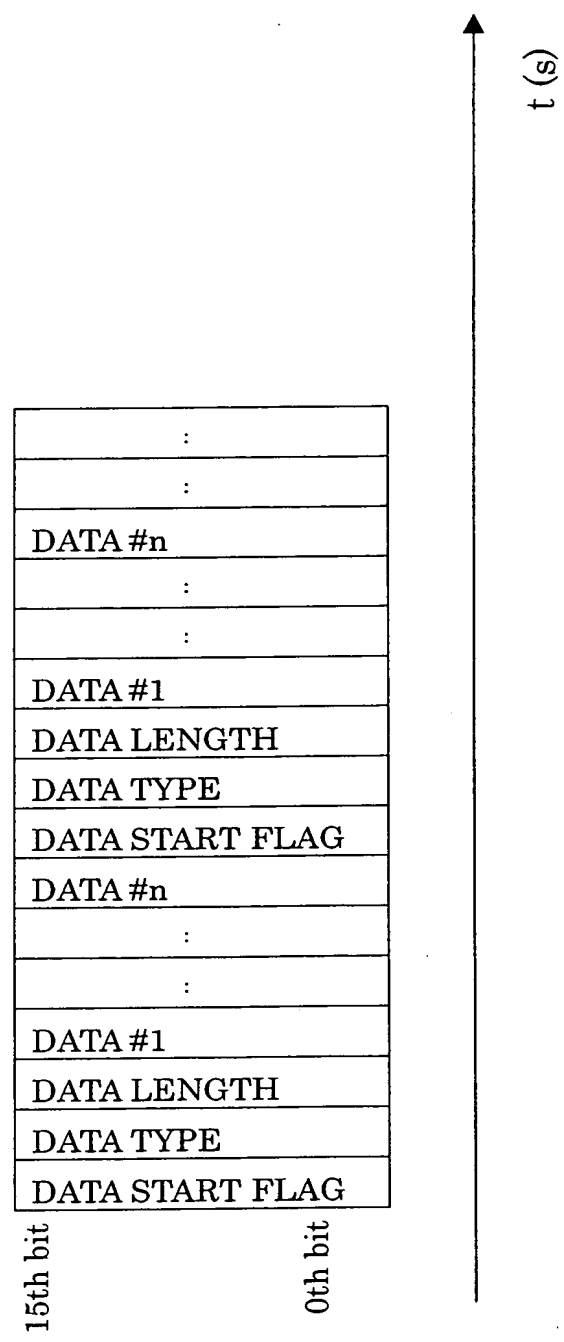 t (s)
:
:
DATA #n
:
:
DATA #1
DATA LENGTH
DATA TYPE
DATA START FLAG
DATA #n
:
:
DATA #1
DATA LENGTH
DATA TYPE
DATA START FLAG
15th bit
0th bit